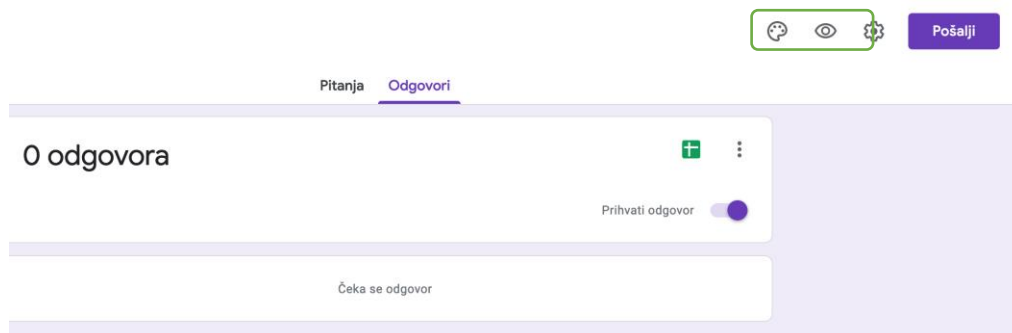 Pošalji
Pitanja Odgovori
0 odgovora
Prihvati odgovor
Čeka se odgovor